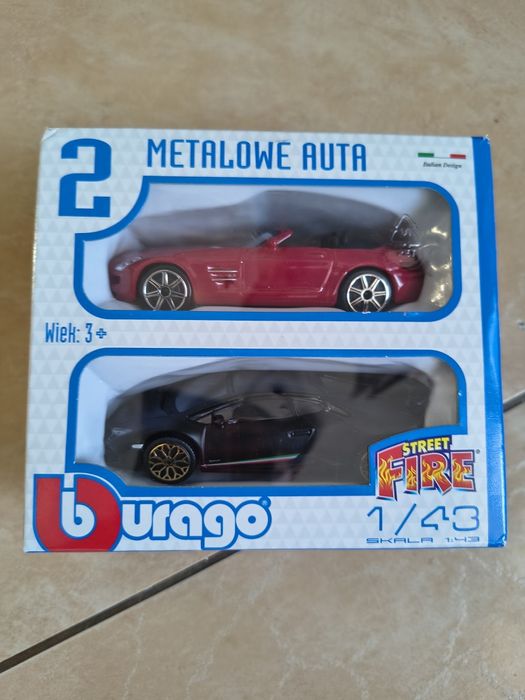 2 METALOWE AUTA
Italian Design
Wiek: 3+
STREET
FIRE®
burago®
1/43
SKALA 1:43